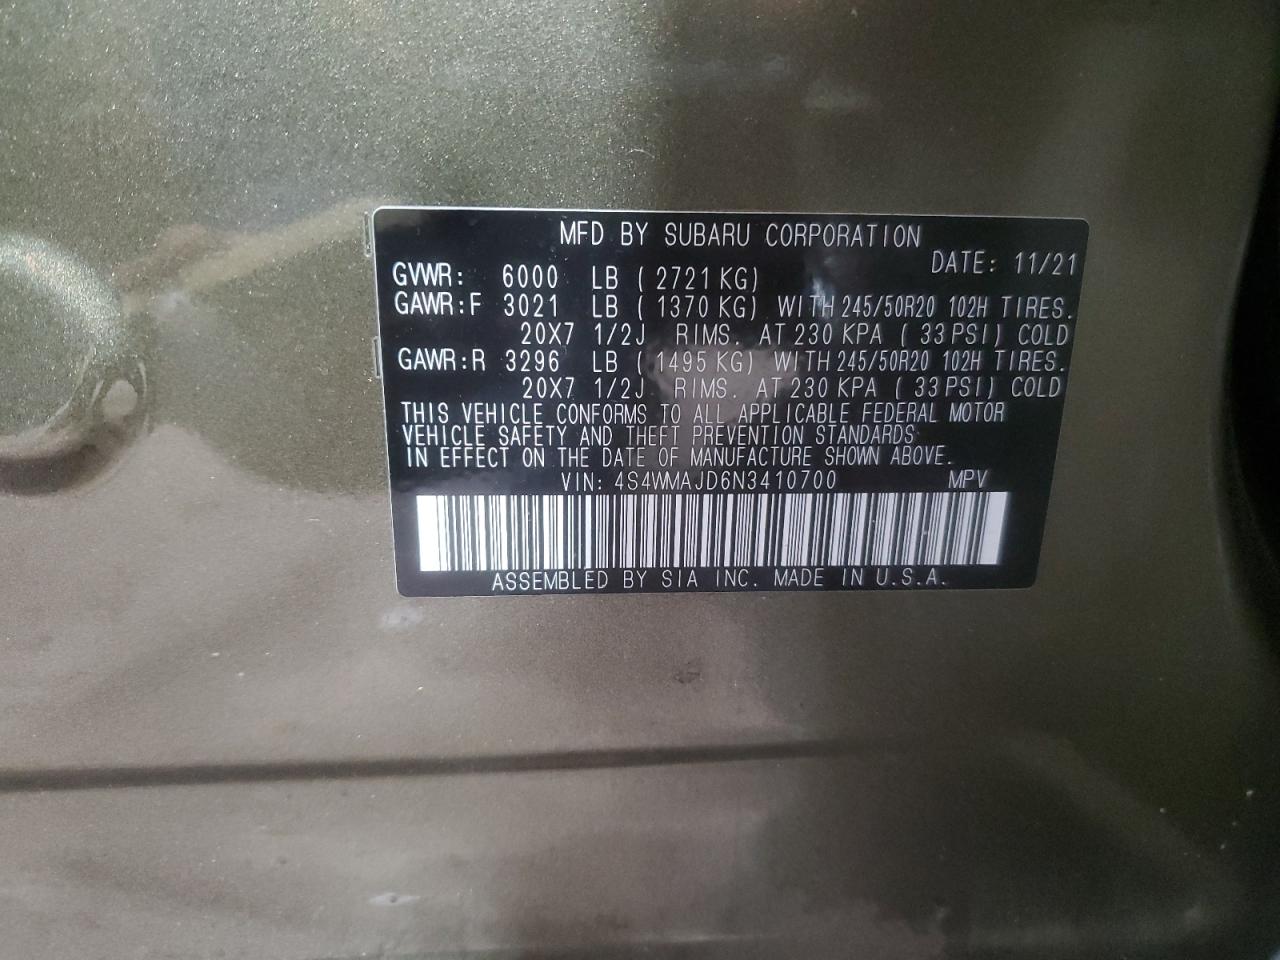 MFD BY SUBARU CORPORATION
DATE: 11/21
GVWR: 6000 LB ( 2721 KG)
GAWR:F 3021 LB ( 1370 KG) WITH 245/50R20 102H TIRES.
20X7 1/2J RIMS. AT 230 KPA ( 33 PSI) COLD
GAWR:R 3296 LB ( 1495 KG) WITH 245/50R20 102H TIRES.
20X7 1/2J RIMS. AT 230 KPA ( 33 PSI) COLD
THIS VEHICLE CONFORMS TO ALL APPLICABLE FEDERAL MOTOR
VEHICLE SAFETY AND THEFT PREVENTION STANDARDS
IN EFFECT ON THE DATE OF MANUFACTURE SHOWN ABOVE.
VIN: 4S4WMAJD6N3410700 MPV
ASSEMBLED BY SIA INC. MADE IN U.S.A.